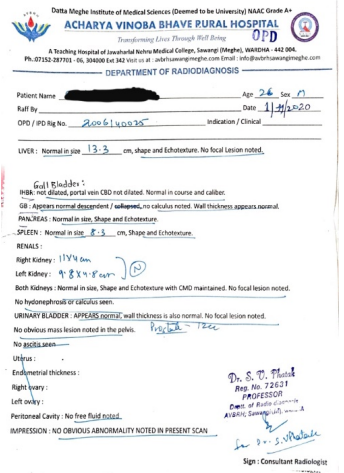 Datta Meghe Institute of Medical Sciences (Deemed to be University) NAAC Grade A+
ACHARYA VINOBA BHAVE RURAL HOSPITAL
Transforming Lives Through Well Being
OPD
A Teaching Hospital of Jawaharlal Nehru Medical College, Sawangi (Meghe), WARDHA - 442 004.
Ph.:07152-287701 - 06, 304000 Ext 342 Visit us at : avbrhsawangimeghe.com Email : info@avbrhsawangimeghe.com
DEPARTMENT OF RADIODIAGNOSIS
Patient Name Age 26 Sex M
Raff By Date 1/11/2020
OPD / IPD Rig No. 2006140025 Indication / Clinical
LIVER : Normal in size 13.3 cm, shape and Echotexture. No focal Lesion noted.
Gall Bladder :
IHBR: not dilated, portal vein CBD not dilated. Normal in course and caliber.
GB : Appears normal descendent / collapsed, no calculus noted. Wall thickness appears normal.
PANCREAS : Normal in size, Shape and Echotexture.
SPLEEN : Normal in size 8.3 cm, Shape and Echotexture.
RENALS :
Right Kidney : 11x4 cm
Left Kidney : 9.8x4.8 cm N
Both Kidneys : Normal in size, Shape and Echotexture with CMD maintained. No focal lesion noted.
No hydonephrosis or calculus seen.
URINARY BLADDER : APPEARS normal, wall thickness is also normal. No focal lesion noted.
No obvious mass lesion noted in the pelvis. Prostate - 12cc
No ascitis seen
Uterus :
Endometrial thickness :
Right ovary :
Left ovary :
Peritoneal Cavity : No free fluid noted
IMPRESSION : NO OBVIOUS ABNORMALITY NOTED IN PRESENT SCAN
Dr. S. V. Phatak
Reg. No. 72631
PROFESSOR
Deptt. of Radio diagnosis
AVBRH, Sawangi
Dr. S. Phatak
Sign : Consultant Radiologist